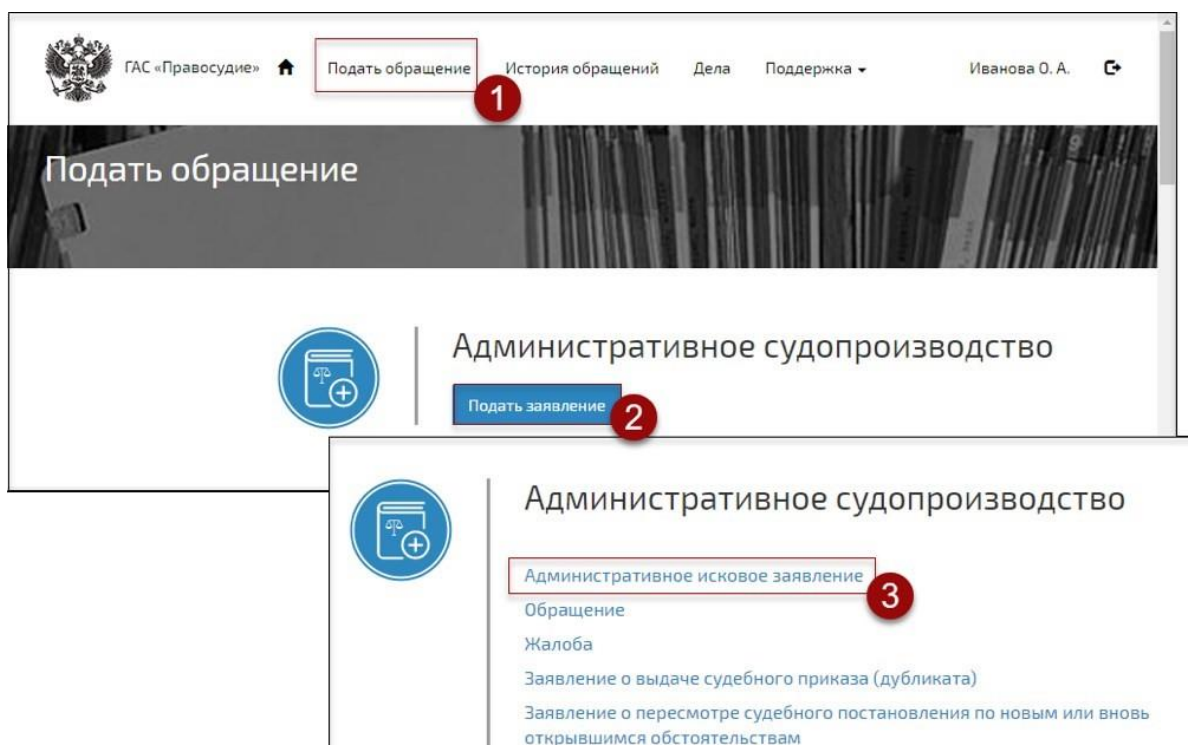 ГАС «Правосудие» Подать обращение История обращений Дела Поддержка Иванова О. А.
1
Подать обращение
Административное судопроизводство
Подать заявление
2
Административное судопроизводство
Административное исковое заявление
3
Обращение
Жалоба
Заявление о выдаче судебного приказа (дубликата)
Заявление о пересмотре судебного постановления по новым или вновь
открывшимся обстоятельствам